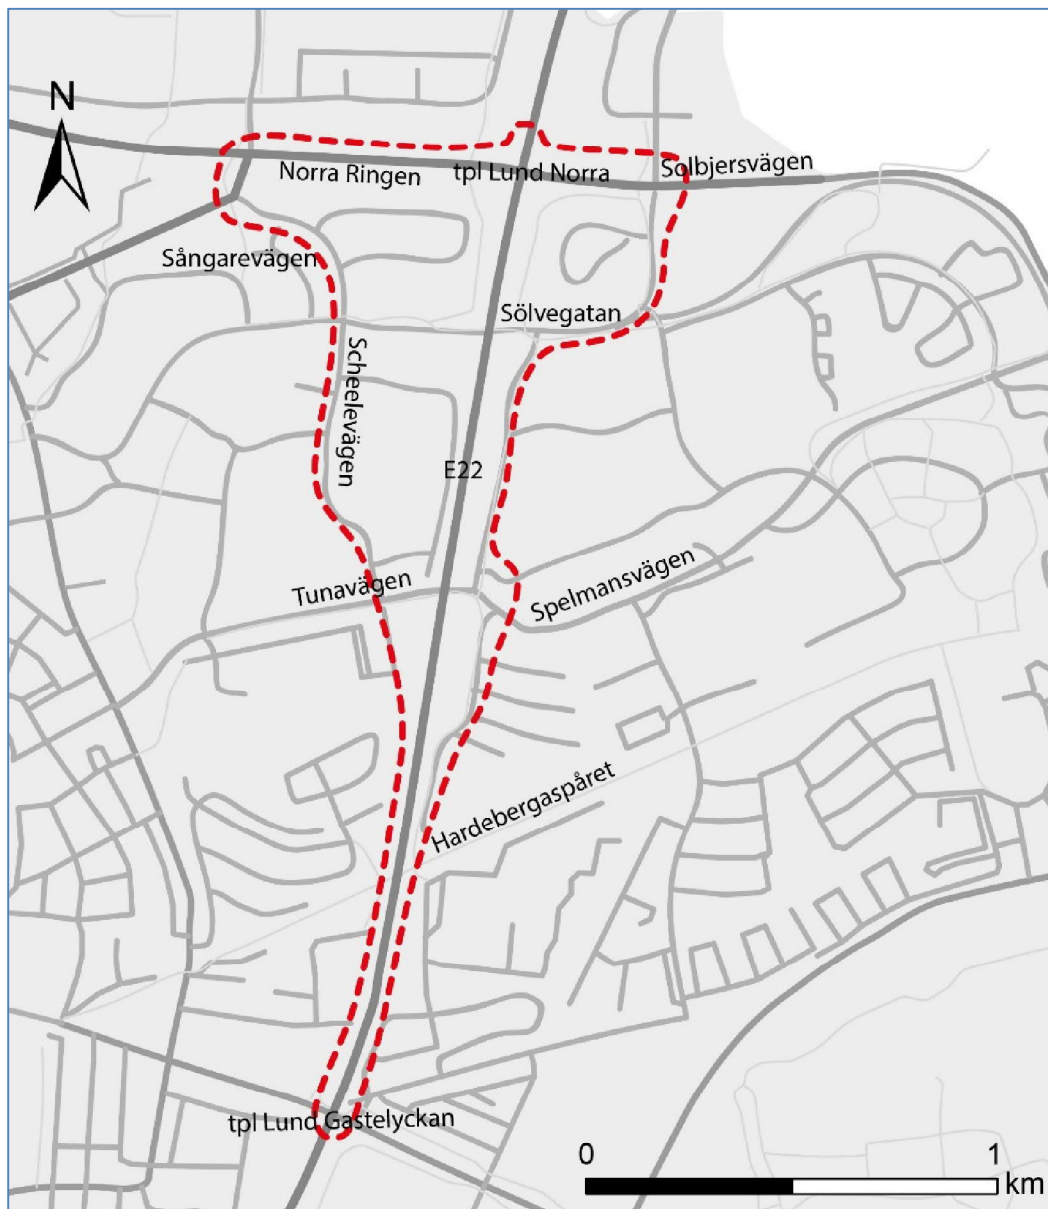 N
Norra Ringen
tpl Lund Norra
Solbjersvägen
Sångarevägen
Sölvegatan
Scheelevägen
E22
Tunavägen
Spelmansvägen
Hardebergaspåret
tpl Lund Gastelyckan
0
1
km